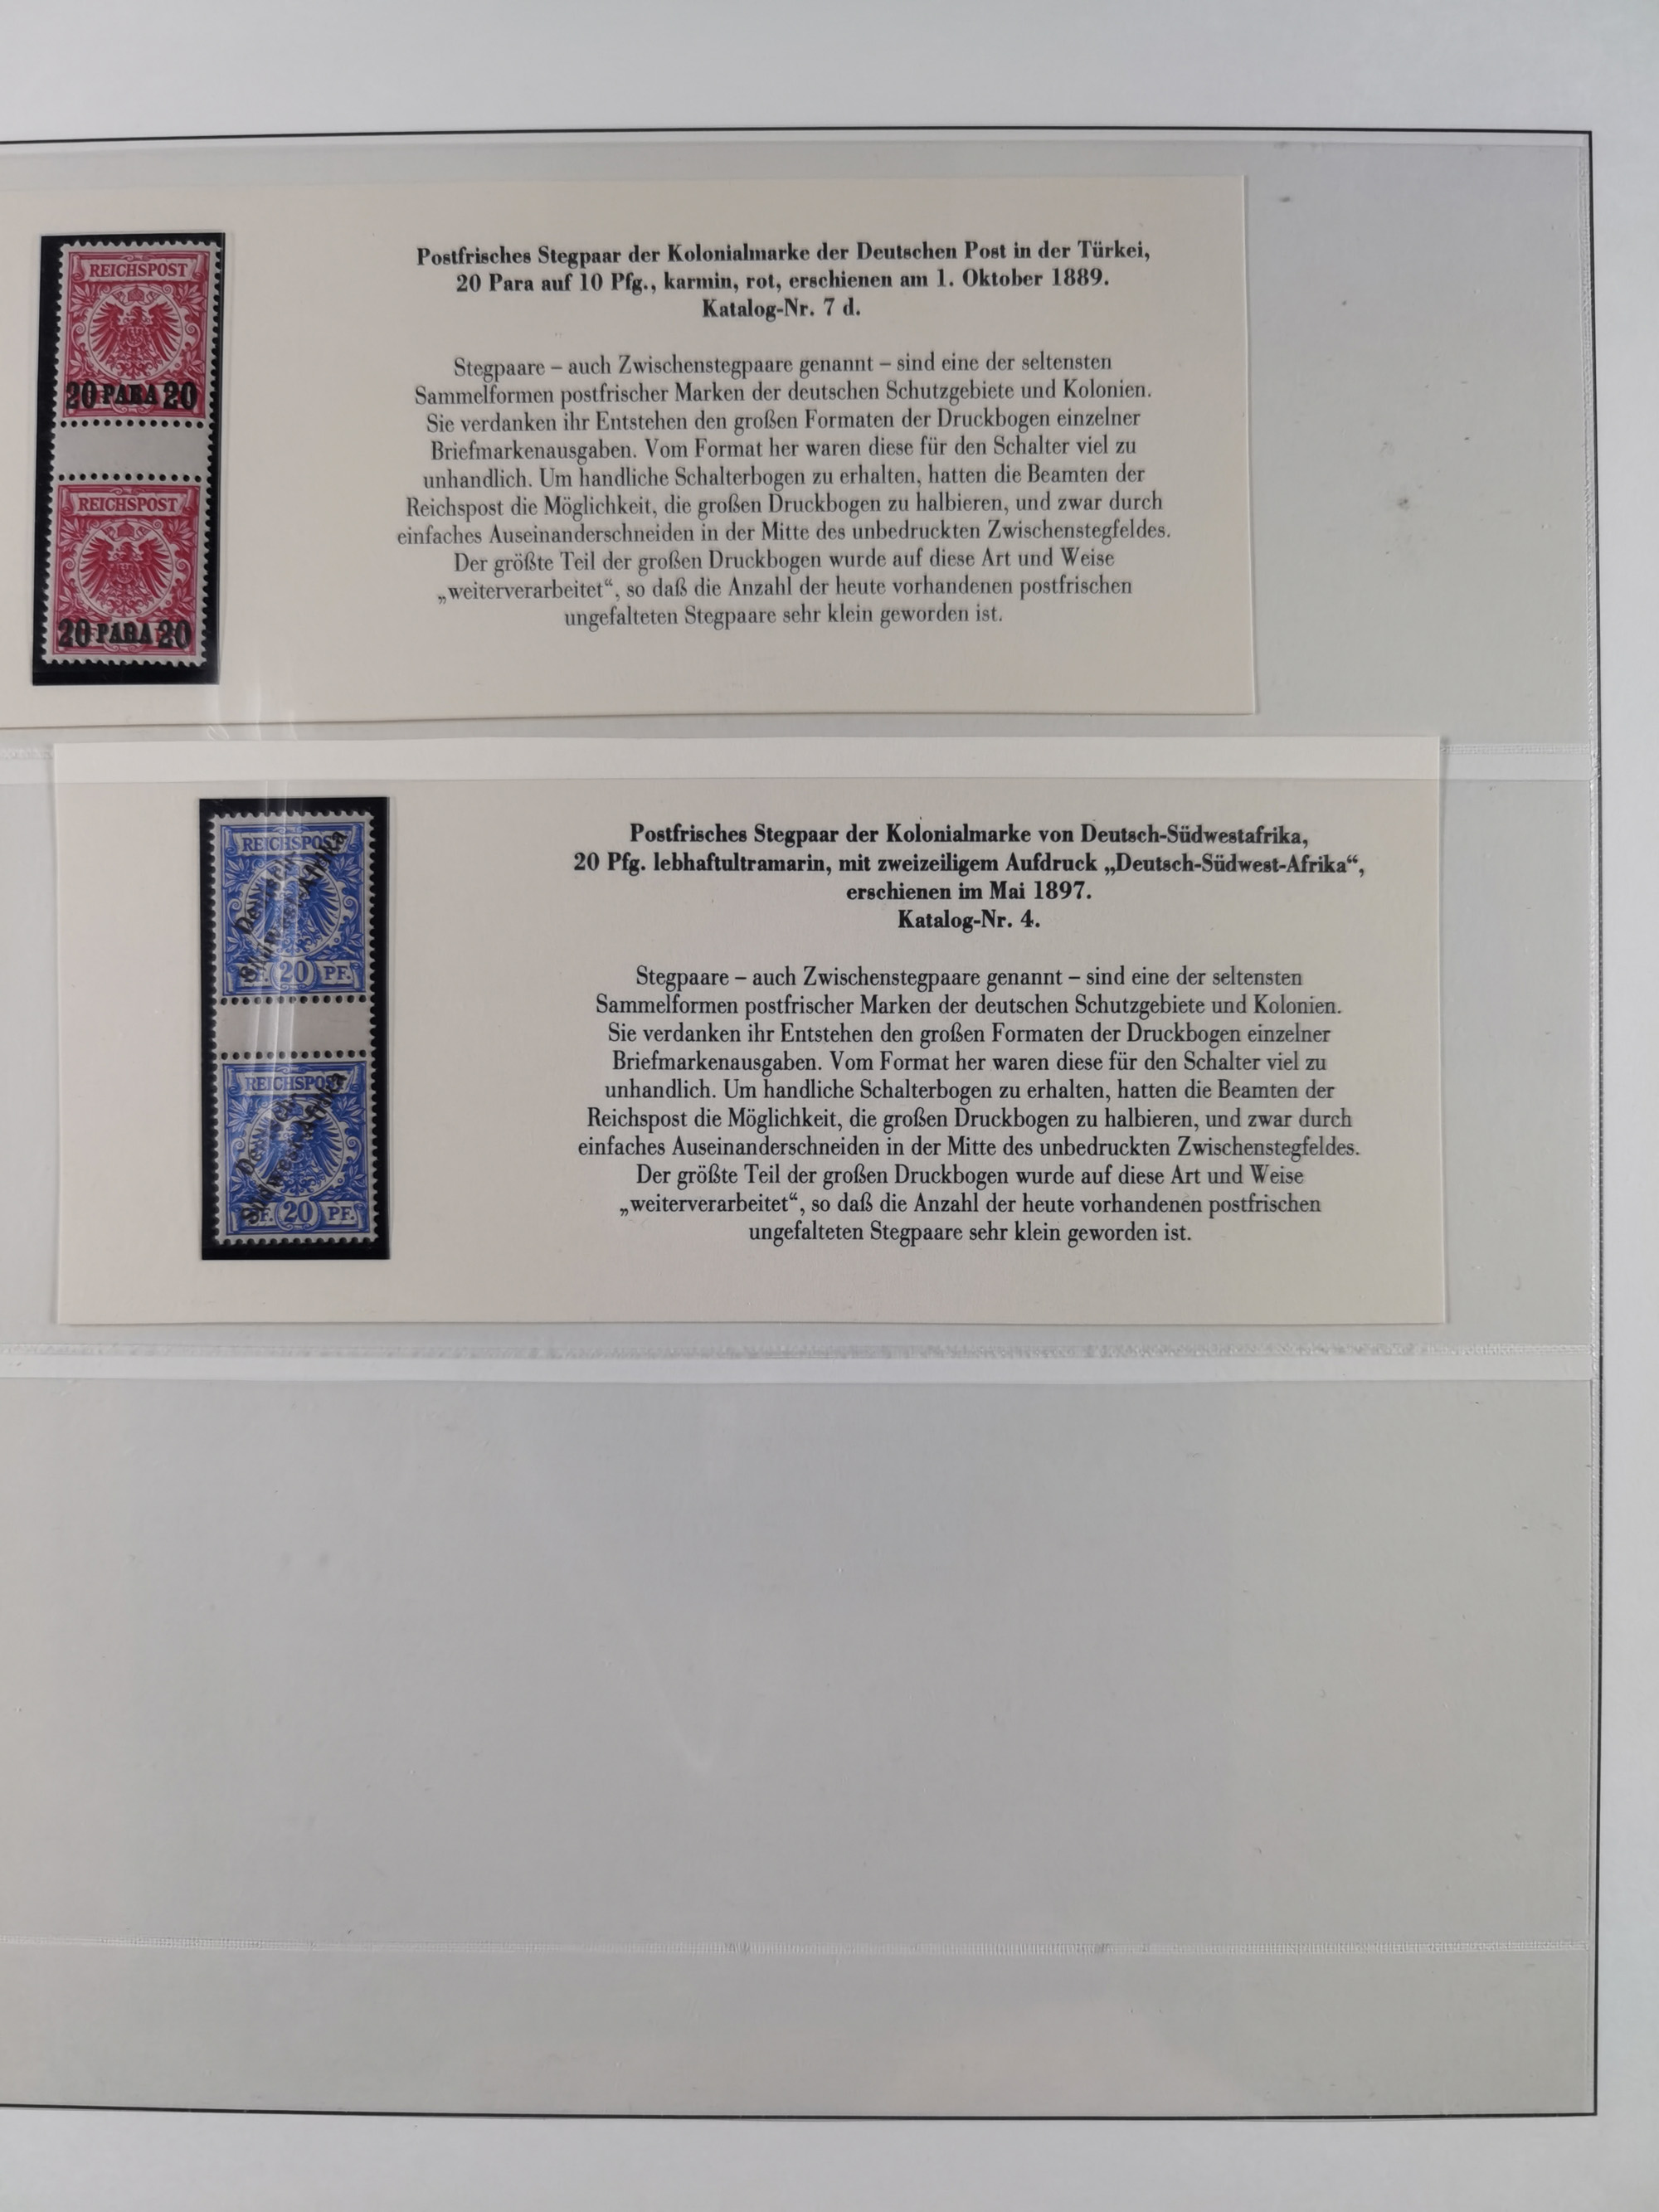 REICHSPOST
20 PARA 20
REICHSPOST
20 PARA 20
Postfrisches Stegpaar der Kolonialmarke der Deutschen Post in der Türkei,
20 Para auf 10 Pfg., karmin, rot, erschienen am 1. Oktober 1889.
Katalog-Nr. 7 d.
Stegpaare – auch Zwischenstegpaare genannt – sind eine der seltensten
Sammelformen postfrischer Marken der deutschen Schutzgebiete und Kolonien.
Sie verdanken ihr Entstehen den großen Formaten der Druckbogen einzelner
Briefmarkenausgaben. Vom Format her waren diese für den Schalter viel zu
unhandlich. Um handliche Schalterbogen zu erhalten, hatten die Beamten der
Reichspost die Möglichkeit, die großen Druckbogen zu halbieren, und zwar durch
einfaches Auseinanderschneiden in der Mitte des unbedruckten Zwischenstegfeldes.
Der größte Teil der großen Druckbogen wurde auf diese Art und Weise
„weiterverarbeitet“, so daß die Anzahl der heute vorhandenen postfrischen
ungefalteten Stegpaare sehr klein geworden ist.
REICHSPOST
Deutsch-
Südwest-Afrika
PF. 20 PF.
REICHSPOST
Deutsch-
Südwest-Afrika
PF. 20 PF.
Postfrisches Stegpaar der Kolonialmarke von Deutsch-Südwestafrika,
20 Pfg. lebhaftultramarin, mit zweizeiligem Aufdruck „Deutsch-Südwest-Afrika“,
erschienen im Mai 1897.
Katalog-Nr. 4.
Stegpaare – auch Zwischenstegpaare genannt – sind eine der seltensten
Sammelformen postfrischer Marken der deutschen Schutzgebiete und Kolonien.
Sie verdanken ihr Entstehen den großen Formaten der Druckbogen einzelner
Briefmarkenausgaben. Vom Format her waren diese für den Schalter viel zu
unhandlich. Um handliche Schalterbogen zu erhalten, hatten die Beamten der
Reichspost die Möglichkeit, die großen Druckbogen zu halbieren, und zwar durch
einfaches Auseinanderschneiden in der Mitte des unbedruckten Zwischenstegfeldes.
Der größte Teil der großen Druckbogen wurde auf diese Art und Weise
„weiterverarbeitet“, so daß die Anzahl der heute vorhandenen postfrischen
ungefalteten Stegpaare sehr klein geworden ist.